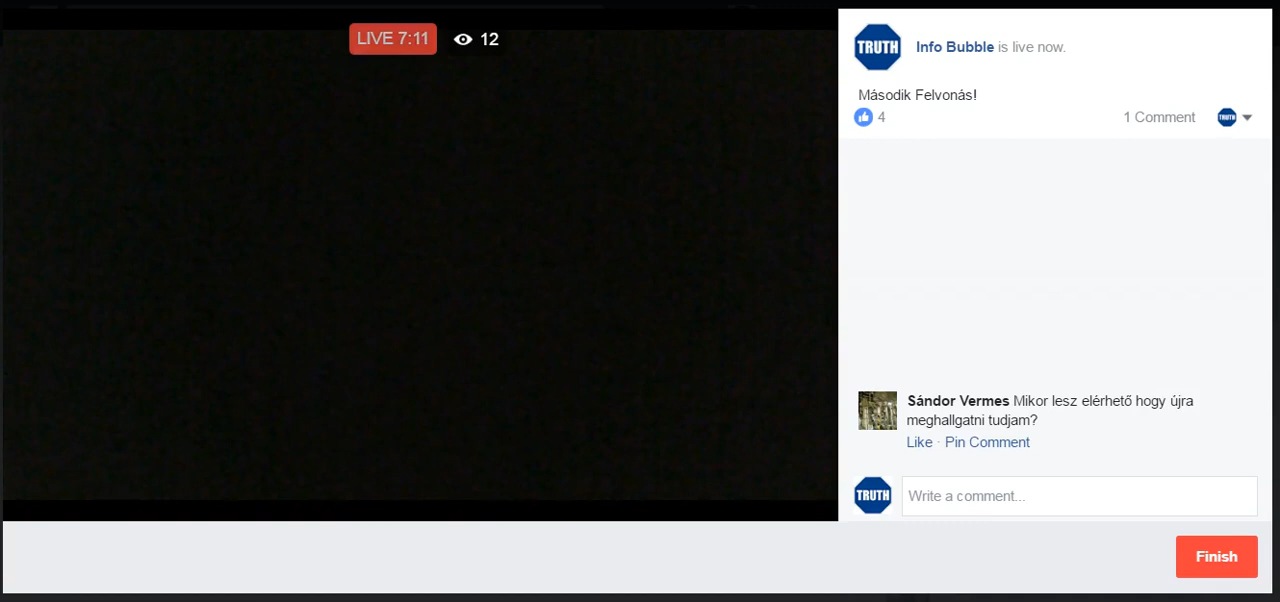 LIVE 7:11 12
TRUTH Info Bubble is live now.
Második Felvonás!
4 1 Comment TRUTH
Sándor Vermes Mikor lesz elérhető hogy újra
meghallgatni tudjam?
Like · Pin Comment
TRUTH Write a comment...
Finish